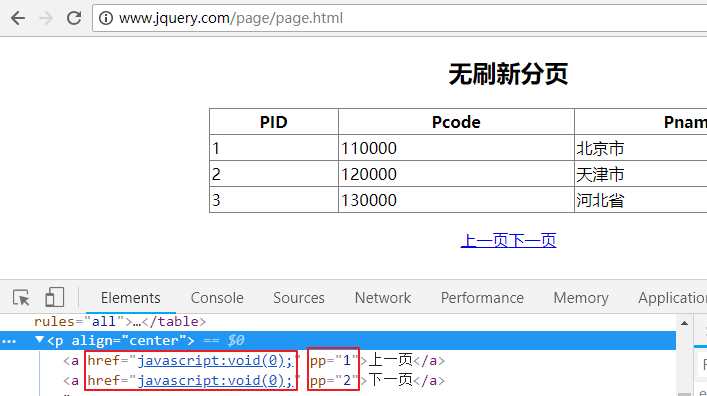 www.jquery.com/page/page.html
无刷新分页
PID Pcode Pnam
1 110000 北京市
2 120000 天津市
3 130000 河北省
上一页下一页
Elements Console Sources Network Performance Memory Application
rules="all">…</table>
… ▼<p align="center"> == $0
<a href="javascript:void(0);" pp="1">上一页</a>
<a href="javascript:void(0);" pp="2">下一页</a>